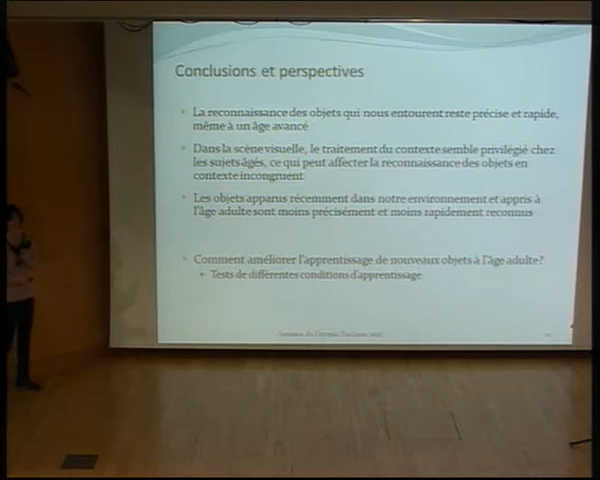 Conclusions et perspectives
La reconnaissance des objets qui nous entourent reste précise et rapide,
même à un âge avancé
Dans la scène visuelle, le traitement du contexte semble privilégié chez
les sujets âgés, ce qui peut affecter la reconnaissance des objets en
contexte incongruent
Les objets apparus récemment dans notre environnement et appris à
l'âge adulte sont moins précisément et moins rapidement reconnus
Comment améliorer l'apprentissage de nouveaux objets à l'âge adulte?
Tests de différentes conditions d'apprentissage